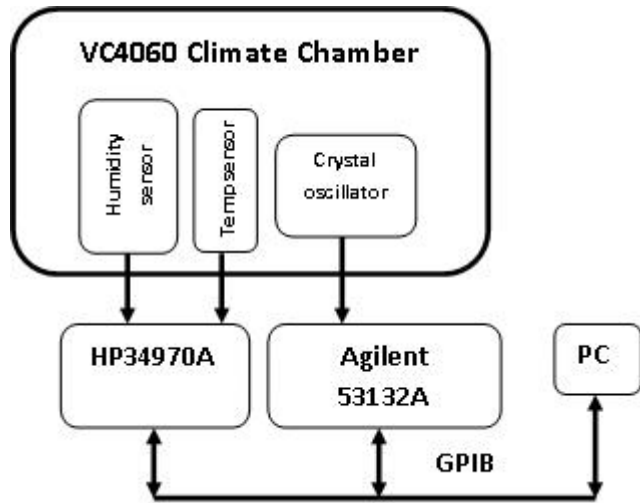 VC4060 Climate Chamber
Humidity
sensor
Tempsensor
Crystal
oscillator
HP34970A
Agilent
53132A
PC
GPIB